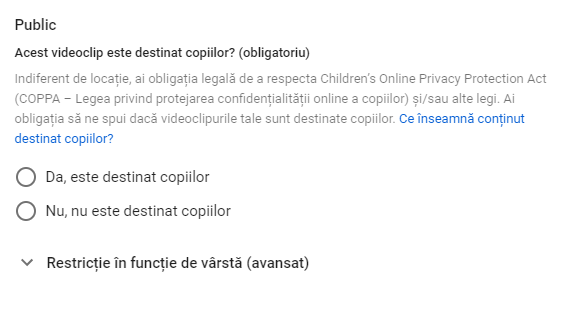 Public
Acest videoclip este destinat copiilor? (obligatoriu)
Indiferent de locație, ai obligația legală de a respecta Children's Online Privacy Protection Act
(COPPA – Legea privind protejarea confidențialității online a copiilor) și/sau alte legi. Ai
obligația să ne spui dacă videoclipurile tale sunt destinate copiilor. Ce înseamnă conținut
destinat copiilor?
Da, este destinat copiilor
Nu, nu este destinat copiilor
Restricție în funcție de vârstă (avansat)